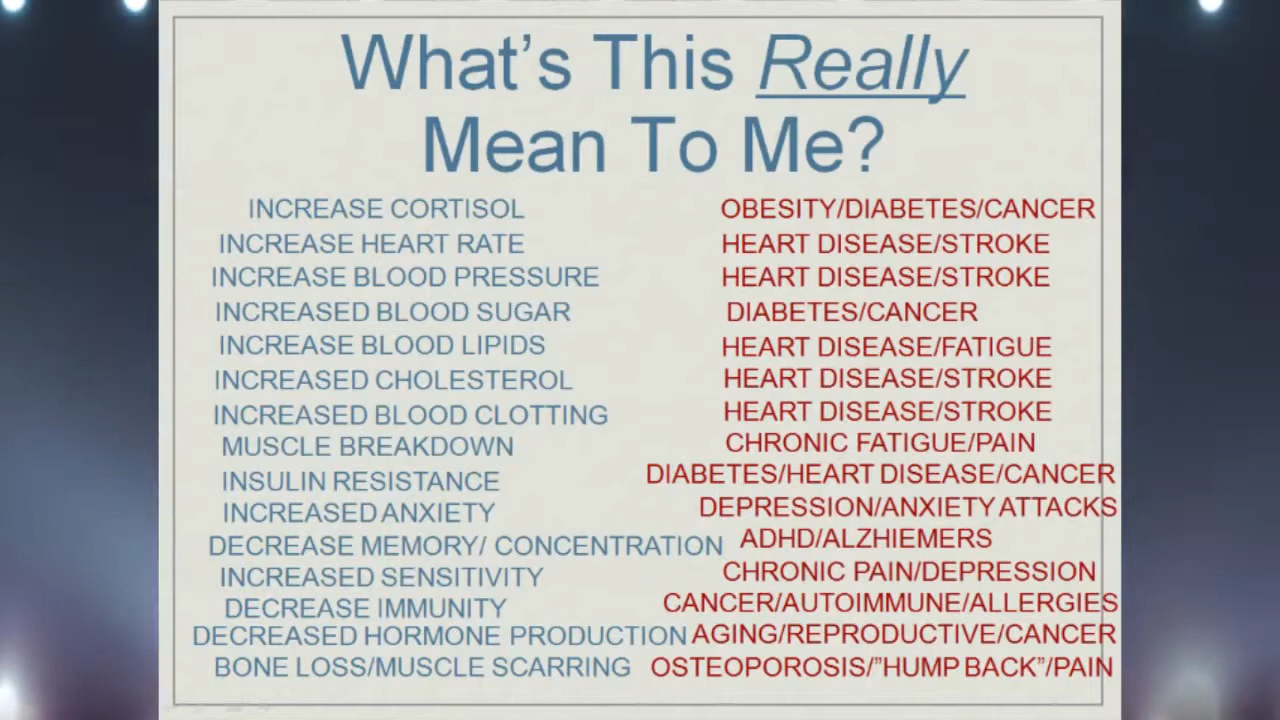 What's This Really
Mean To Me?
INCREASE CORTISOL OBESITY/DIABETES/CANCER
INCREASE HEART RATE HEART DISEASE/STROKE
INCREASE BLOOD PRESSURE HEART DISEASE/STROKE
INCREASED BLOOD SUGAR DIABETES/CANCER
INCREASE BLOOD LIPIDS HEART DISEASE/FATIGUE
INCREASED CHOLESTEROL HEART DISEASE/STROKE
INCREASED BLOOD CLOTTING HEART DISEASE/STROKE
MUSCLE BREAKDOWN CHRONIC FATIGUE/PAIN
INSULIN RESISTANCE DIABETES/HEART DISEASE/CANCER
INCREASED ANXIETY DEPRESSION/ANXIETY ATTACKS
DECREASE MEMORY/ CONCENTRATION ADHD/ALZHIEMERS
INCREASED SENSITIVITY CHRONIC PAIN/DEPRESSION
DECREASE IMMUNITY CANCER/AUTOIMMUNE/ALLERGIES
DECREASED HORMONE PRODUCTION AGING/REPRODUCTIVE/CANCER
BONE LOSS/MUSCLE SCARRING OSTEOPOROSIS/"HUMP BACK"/PAIN